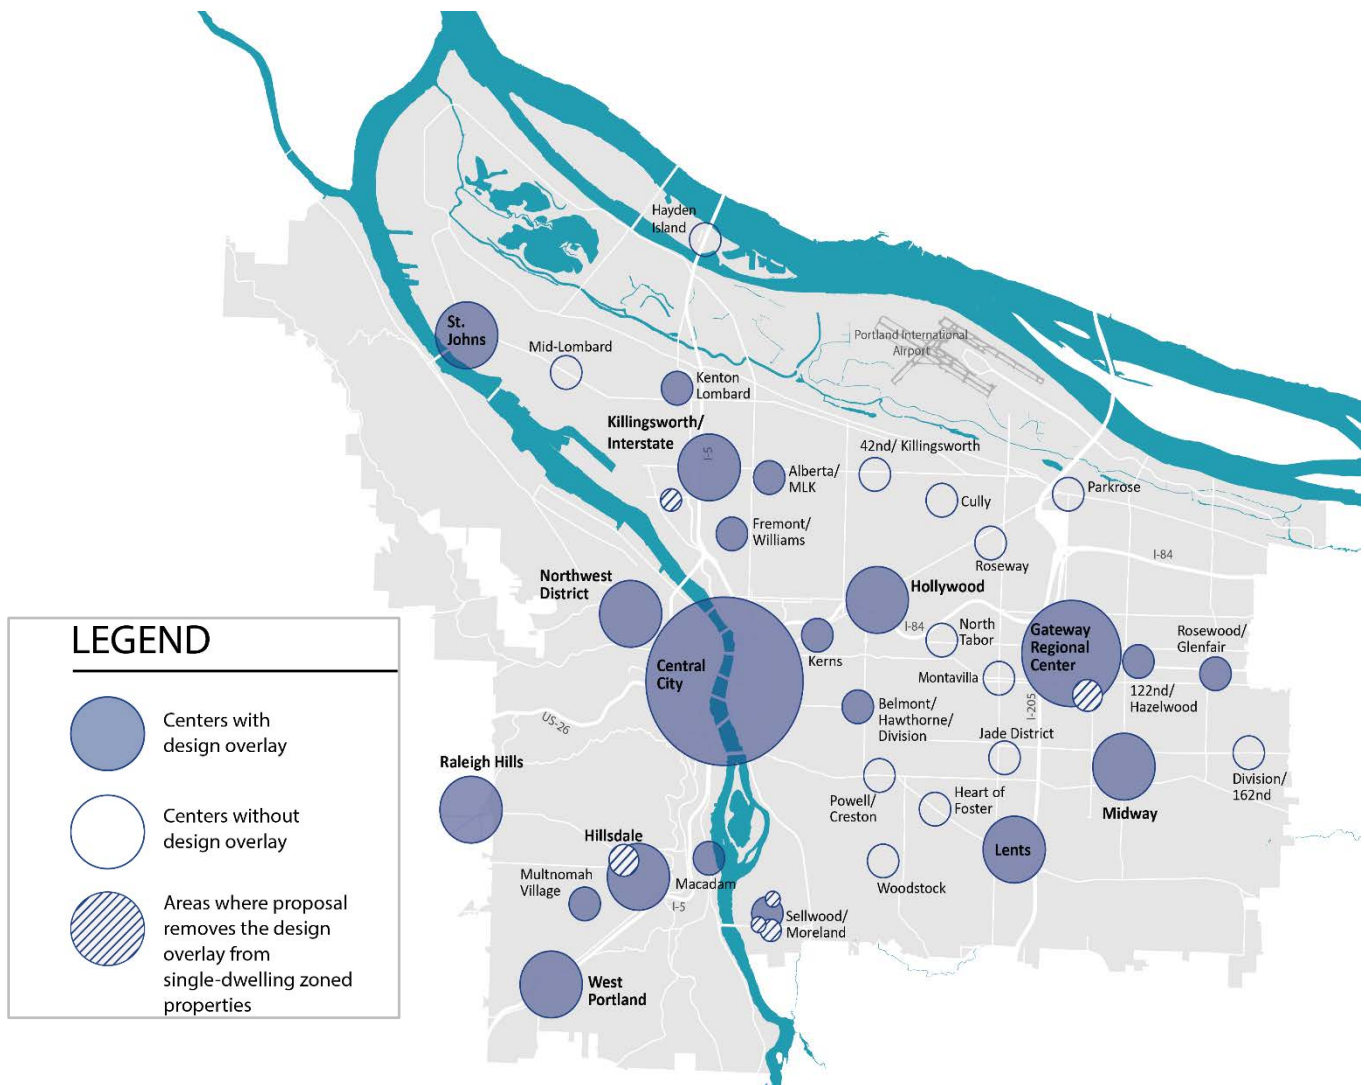 Hayden
Island
Portland International
Airport
St.
Johns
Mid-Lombard
Kenton
Lombard
Killingsworth/
Interstate
I-5
Alberta/
MLK
42nd/ Killingsworth
Cully
Parkrose
Fremont/
Williams
Roseway
I-84
Northwest
District
Hollywood
I-84
North
Tabor
Gateway
Regional
Center
Rosewood/
Glenfair
Kerns
Central
City
Montavilla
122nd/
Hazelwood
I-205
US-26
Belmont/
Hawthorne/
Division
Jade District
Raleigh Hills
Powell/
Creston
Heart of
Foster
Midway
Division/
162nd
Hillsdale
Lents
Multnomah
Village
Macadam
Woodstock
I-5
Sellwood/
Moreland
West
Portland
LEGEND
Centers with
design overlay
Centers without
design overlay
Areas where proposal
removes the design
overlay from
single-dwelling zoned
properties